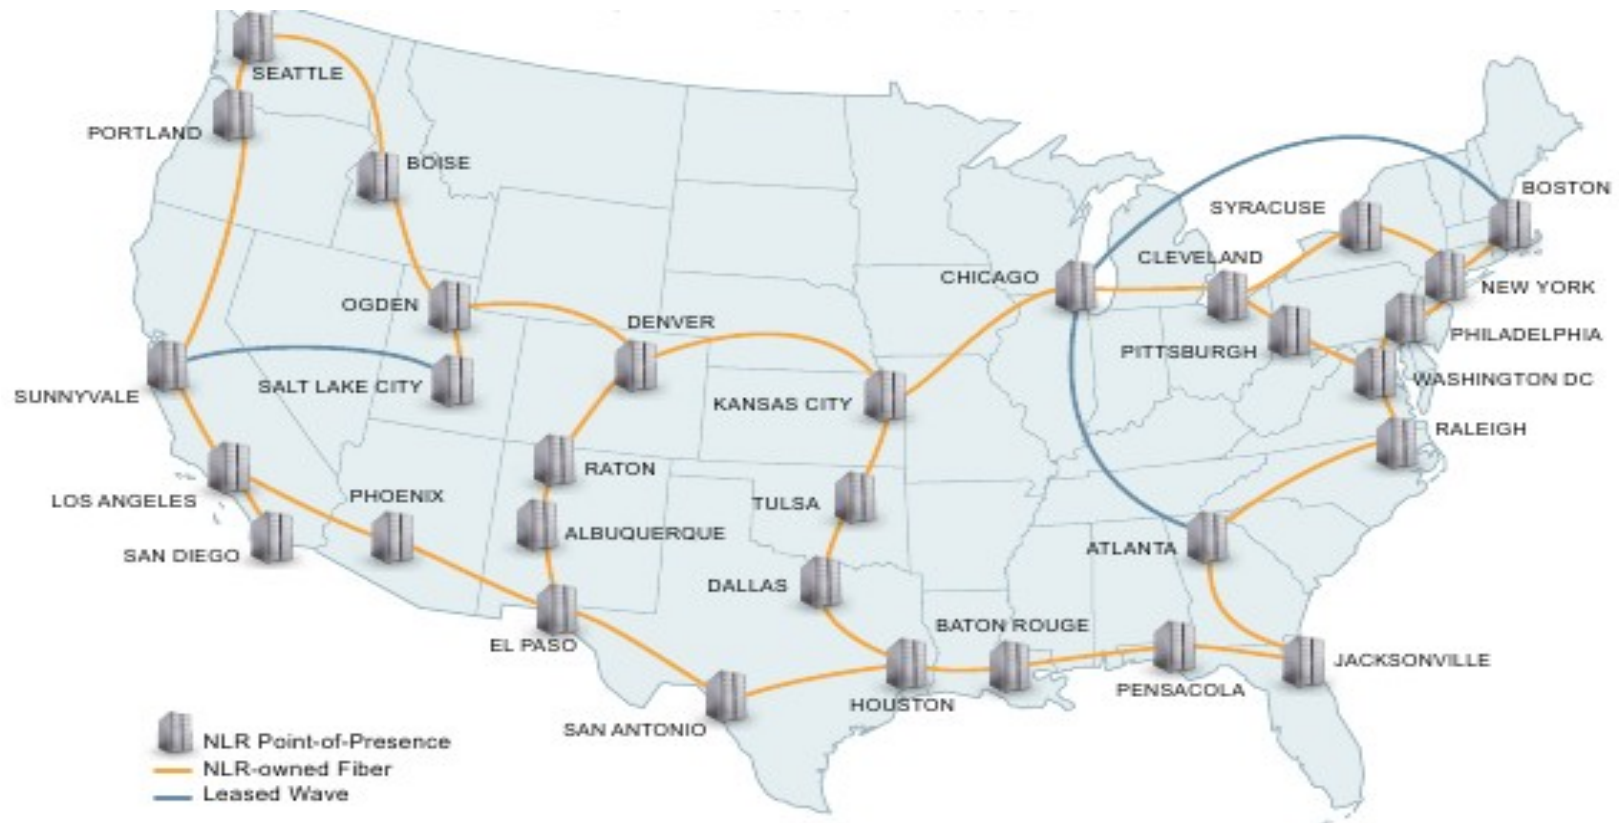 SEATTLE
PORTLAND
BOISE
BOSTON
SYRACUSE
CLEVELAND
CHICAGO
NEW YORK
OGDEN
DENVER
PHILADELPHIA
PITTSBURGH
SALT LAKE CITY
WASHINGTON DC
SUNNYVALE
KANSAS CITY
RALEIGH
RATON
PHOENIX
LOS ANGELES
TULSA
ALBUQUERQUE
SAN DIEGO
ATLANTA
DALLAS
BATON ROUGE
EL PASO
JACKSONVILLE
PENSACOLA
HOUSTON
SAN ANTONIO
NLR Point-of-Presence
NLR-owned Fiber
Leased Wave